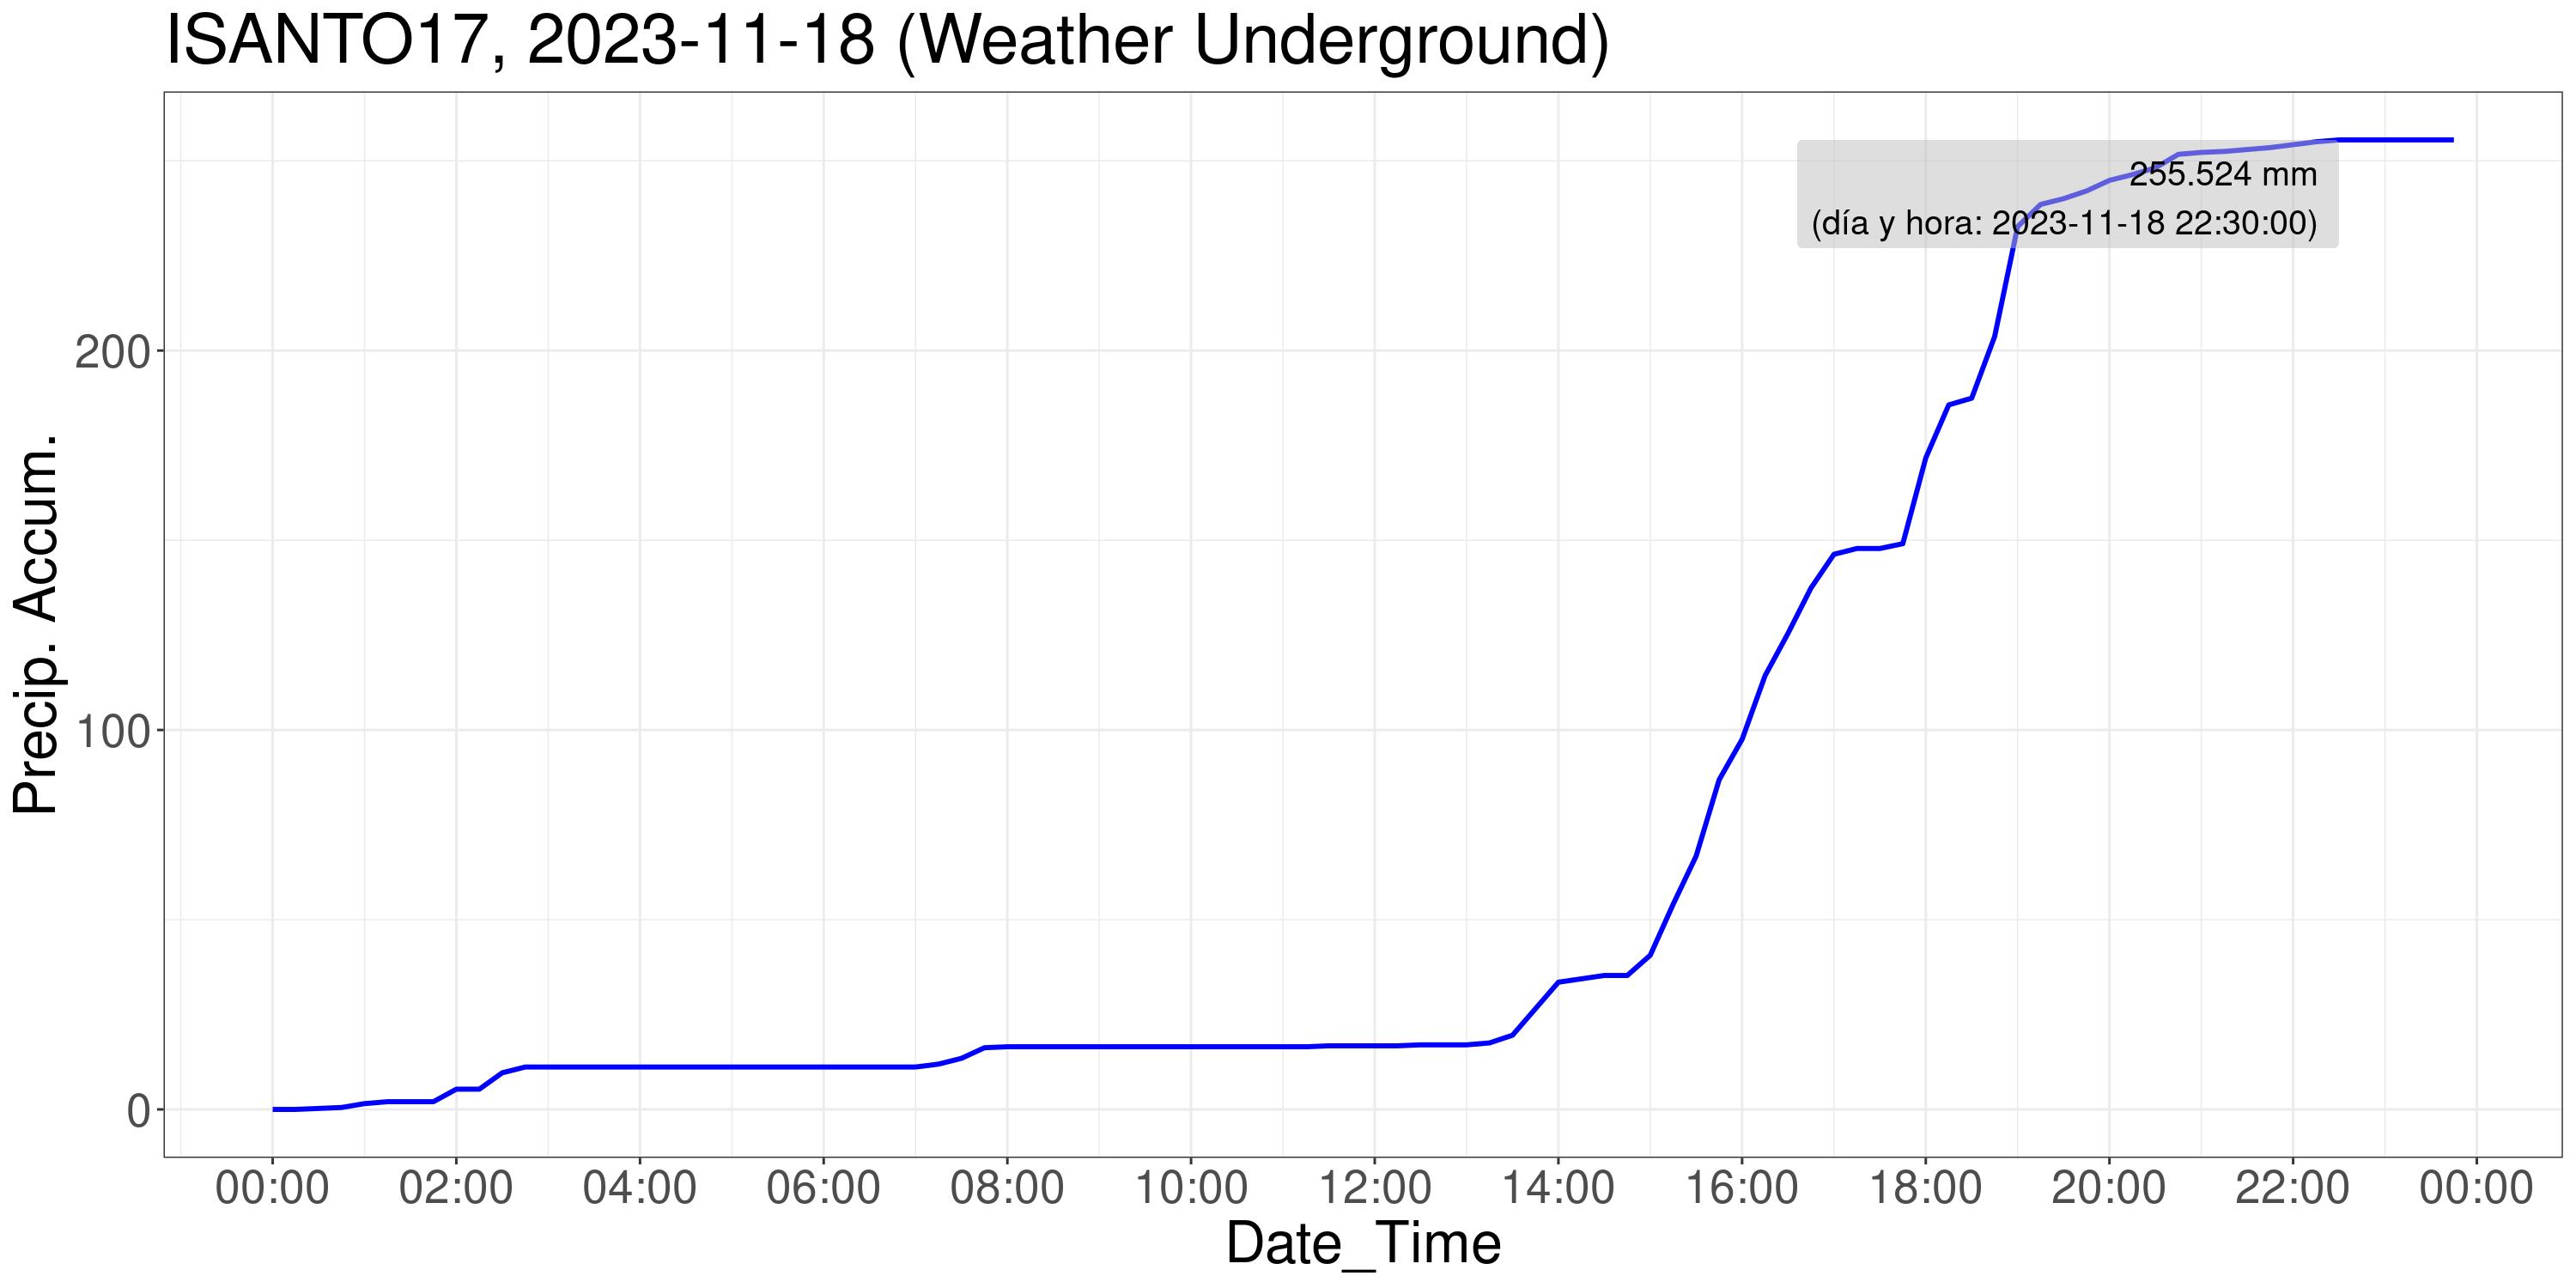 ISANTO17, 2023-11-18 (Weather Underground)
255.524 mm
(día y hora: 2023-11-18 22:30:00)
Precip. Accum.
200
100
0
00:00 02:00 04:00 06:00 08:00 10:00 12:00 14:00 16:00 18:00 20:00 22:00 00:00
Date_Time